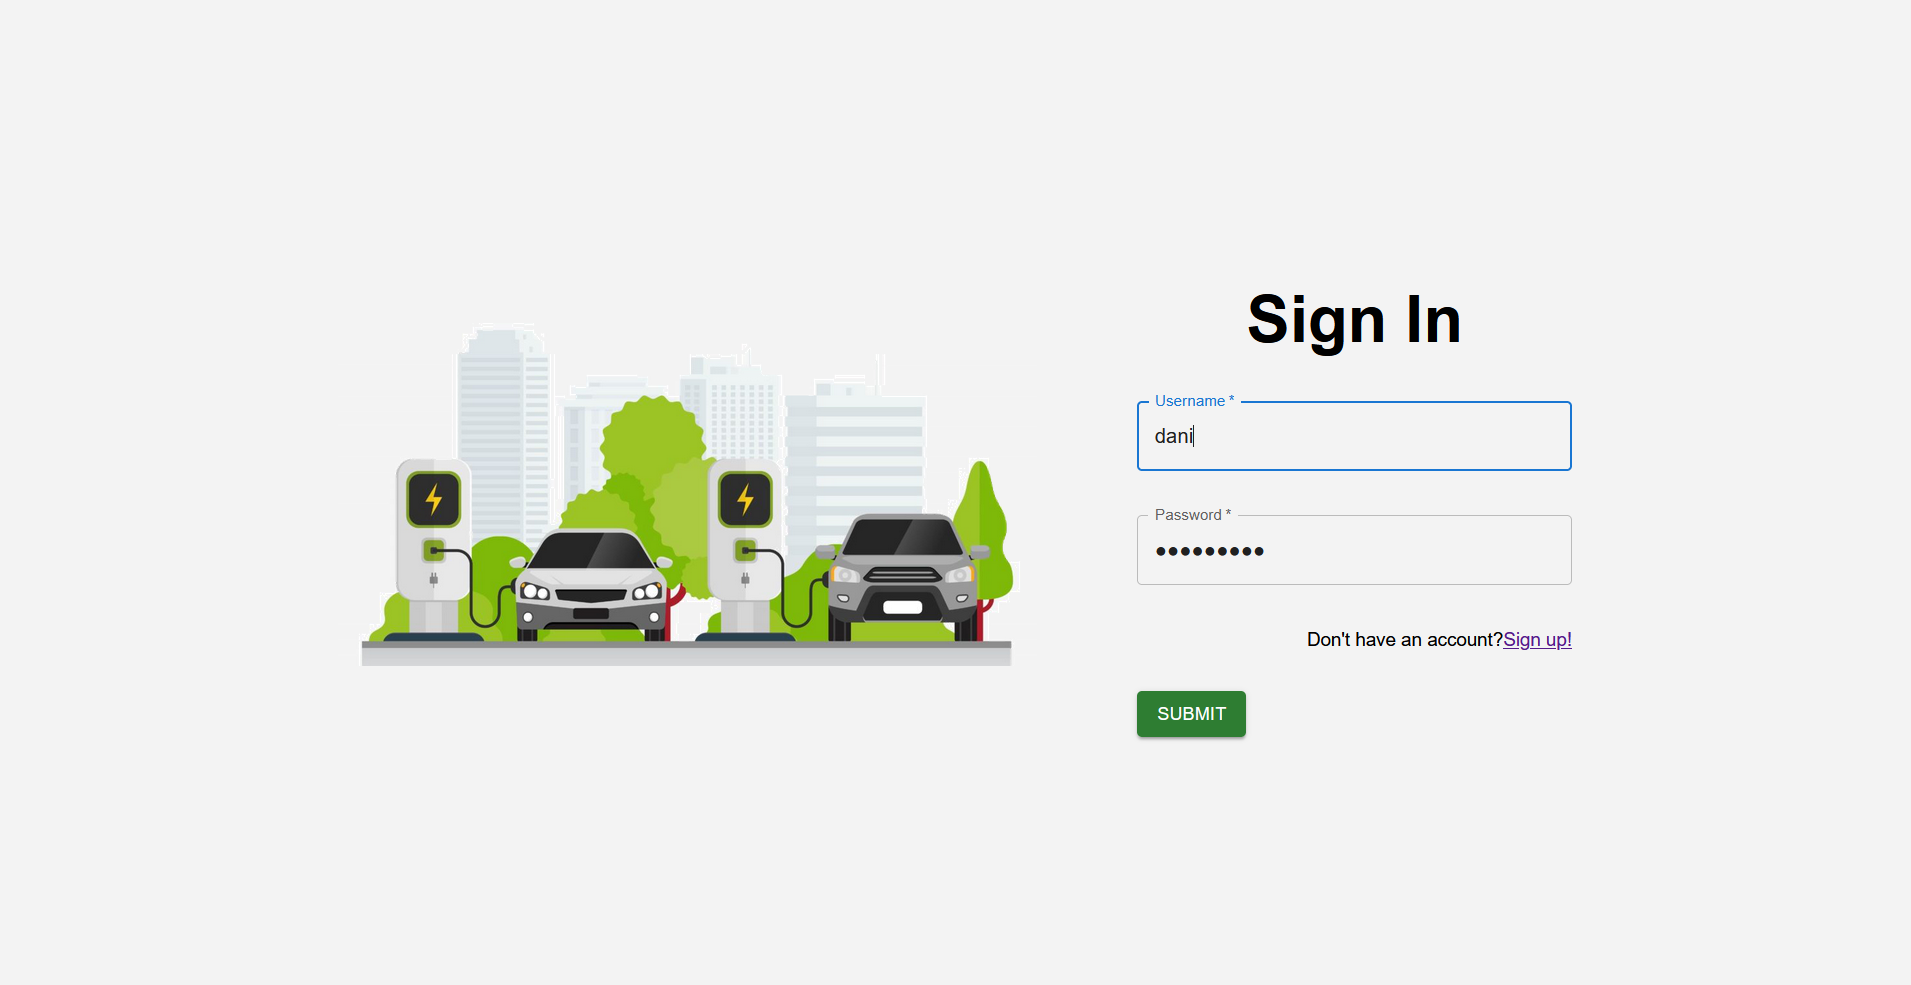 Sign In
Username *
dani
Password *
•••••••••
Don't have an account?Sign up!
SUBMIT